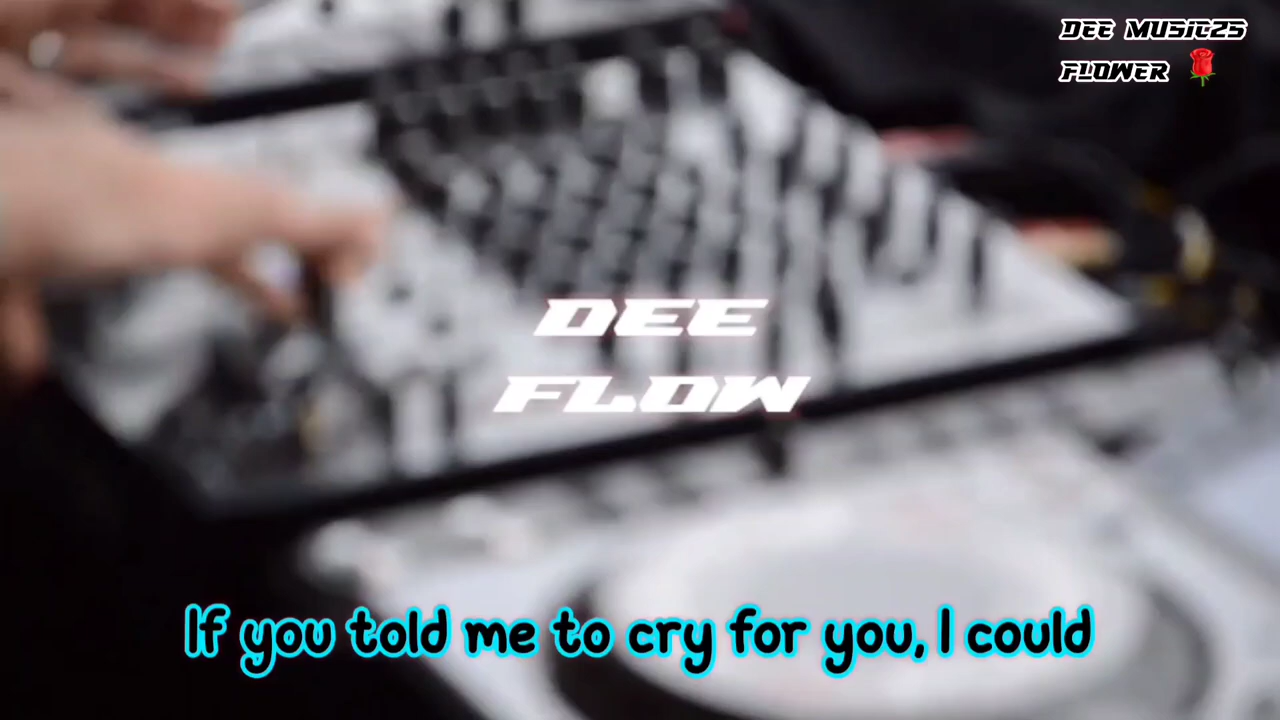 DEE MUSIC25
FLOWER 🌹
DEE
FLOW
If you told me to cry for you, I could